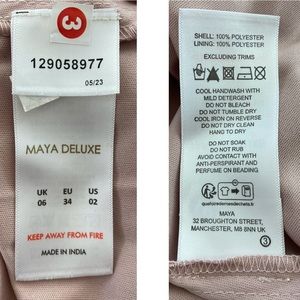 3
129058977
05/23
MAYA DELUXE
UK EU US
06 34 02
KEEP AWAY FROM FIRE
MADE IN INDIA
SHELL: 100% POLYESTER
LINING: 100% POLYESTER
EXCLUDING TRIMS
COOL HANDWASH WITH
MILD DETERGENT
DO NOT BLEACH
DO NOT TUMBLE DRY
COOL IRON ON REVERSE
DO NOT DRY CLEAN
HANG TO DRY
DO NOT SOAK
DO NOT RUB
AVOID CONTACT WITH
ANTI-PERSPIRANT AND
PERFUME ON BEADING
quefairedemesdechets.fr
MAYA
32 BROUGHTON STREET,
MANCHESTER, M8 8NN UK
3